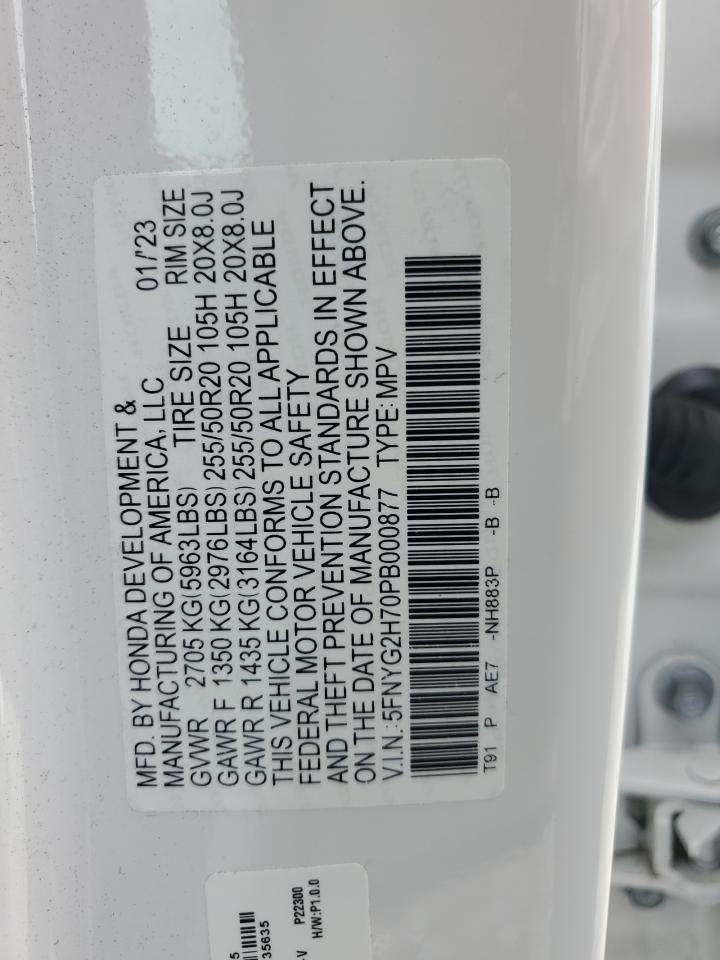 MFD. BY HONDA DEVELOPMENT &
MANUFACTURING OF AMERICA, LLC 01/'23
GVWR 2705 KG(5963LBS) TIRE SIZE RIM SIZE
GAWR F 1350 KG(2976LBS) 255/50R20 105H 20X8.0J
GAWR R 1435 KG(3164LBS) 255/50R20 105H 20X8.0J
THIS VEHICLE CONFORMS TO ALL APPLICABLE
FEDERAL MOTOR VEHICLE SAFETY
AND THEFT PREVENTION STANDARDS IN EFFECT
ON THE DATE OF MANUFACTURE SHOWN ABOVE.
V.I.N.: 5FNYG2H70PB000877 TYPE: MPV
T91 P AE7 -NH883P -B -B
35635
-V P22300
H/W:P1.0.0